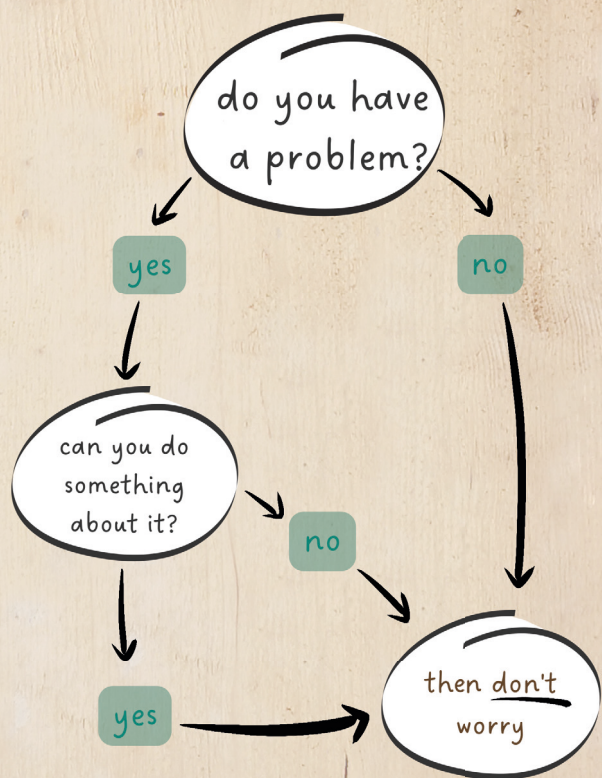 do you have
a problem?
yes
no
can you do
something
about it?
no
yes
then don't
worry